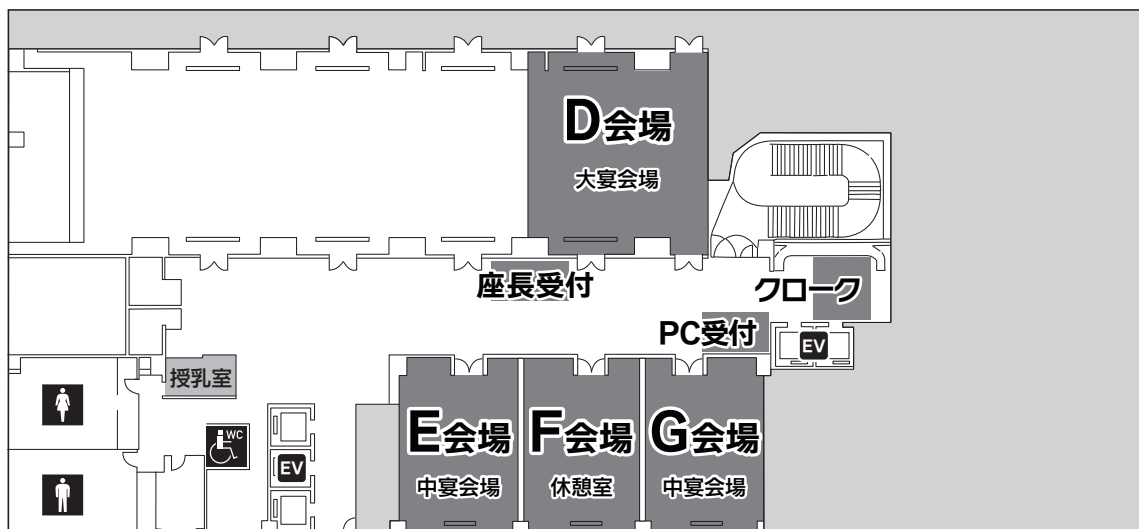 D会場
大宴会場
座長受付
クローク
PC受付
EV
授乳室
E会場
中宴会場
F会場
休憩室
G会場
中宴会場
WC
EV